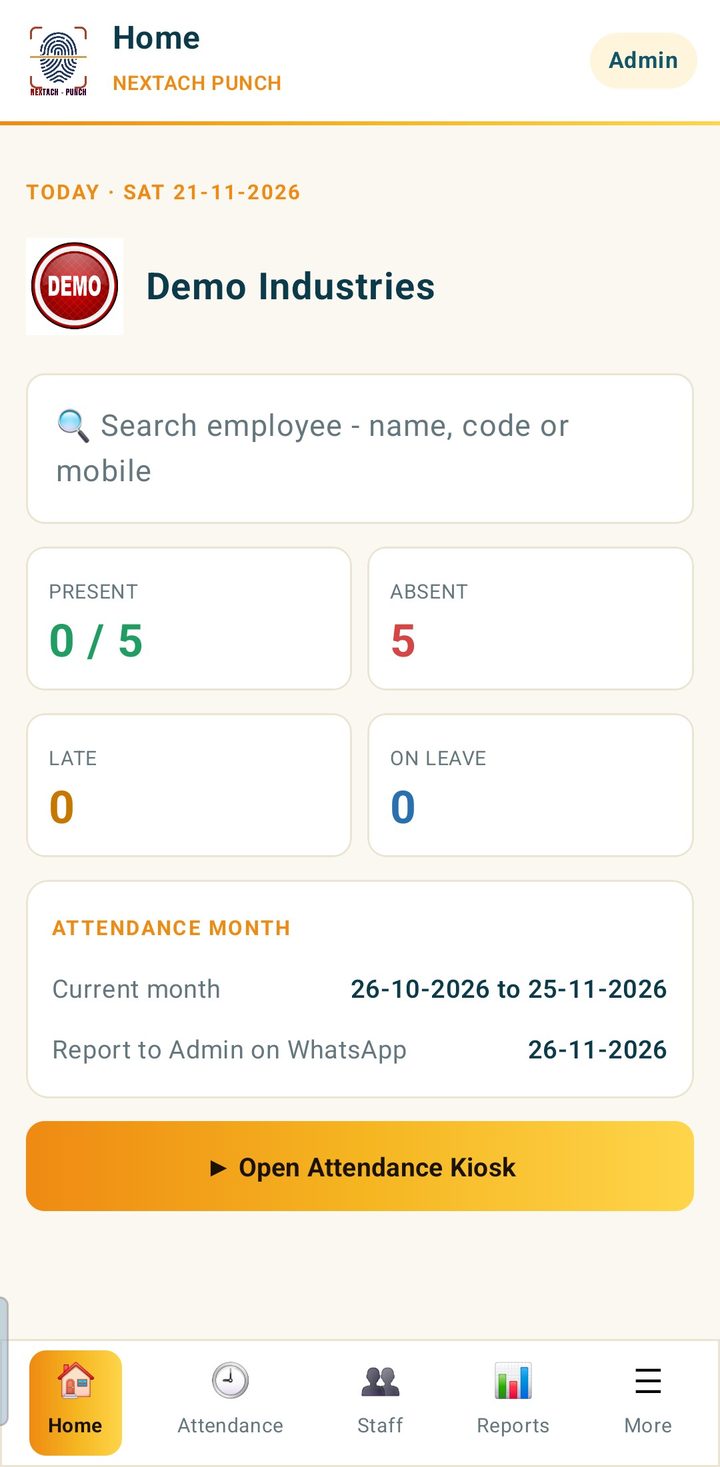 Home
NEXTACH PUNCH
NEXTACH - PUNCH
Admin
TODAY · SAT 21-11-2026
DEMO
Demo Industries
🔍 Search employee - name, code or
mobile
PRESENT
0 / 5
ABSENT
5
LATE
0
ON LEAVE
0
ATTENDANCE MONTH
Current month 26-10-2026 to 25-11-2026
Report to Admin on WhatsApp 26-11-2026
► Open Attendance Kiosk
Home
Attendance
Staff
Reports
More